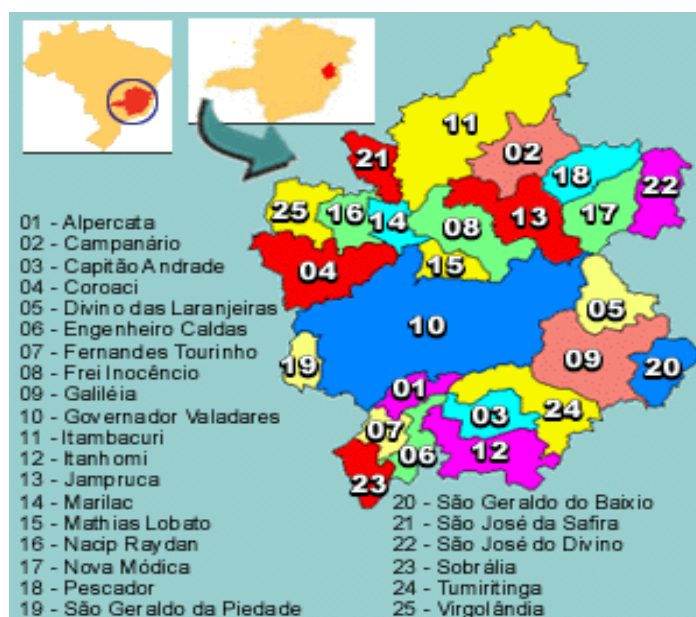 11
02
21
18
22
25
16
14
08
13
17
15
04
10
05
19
09
20
01
03
24
07
06
12
23
01 - Alpercata
02 - Campanário
03 - Capitão Andrade
04 - Coroaci
05 - Divino das Laranjeiras
06 - Engenheiro Caldas
07 - Fernandes Tourinho
08 - Frei Inocêncio
09 - Galiléia
10 - Governador Valadares
11 - Itambacuri
12 - Itanhomi
13 - Jampruca
14 - Marilac
15 - Mathias Lobato
16 - Nacip Raydan
17 - Nova Módica
18 - Pescador
19 - São Geraldo da Piedade
20 - São Geraldo do Baixio
21 - São José da Safira
22 - São José do Divino
23 - Sobrália
24 - Tumiritinga
25 - Virgolândia